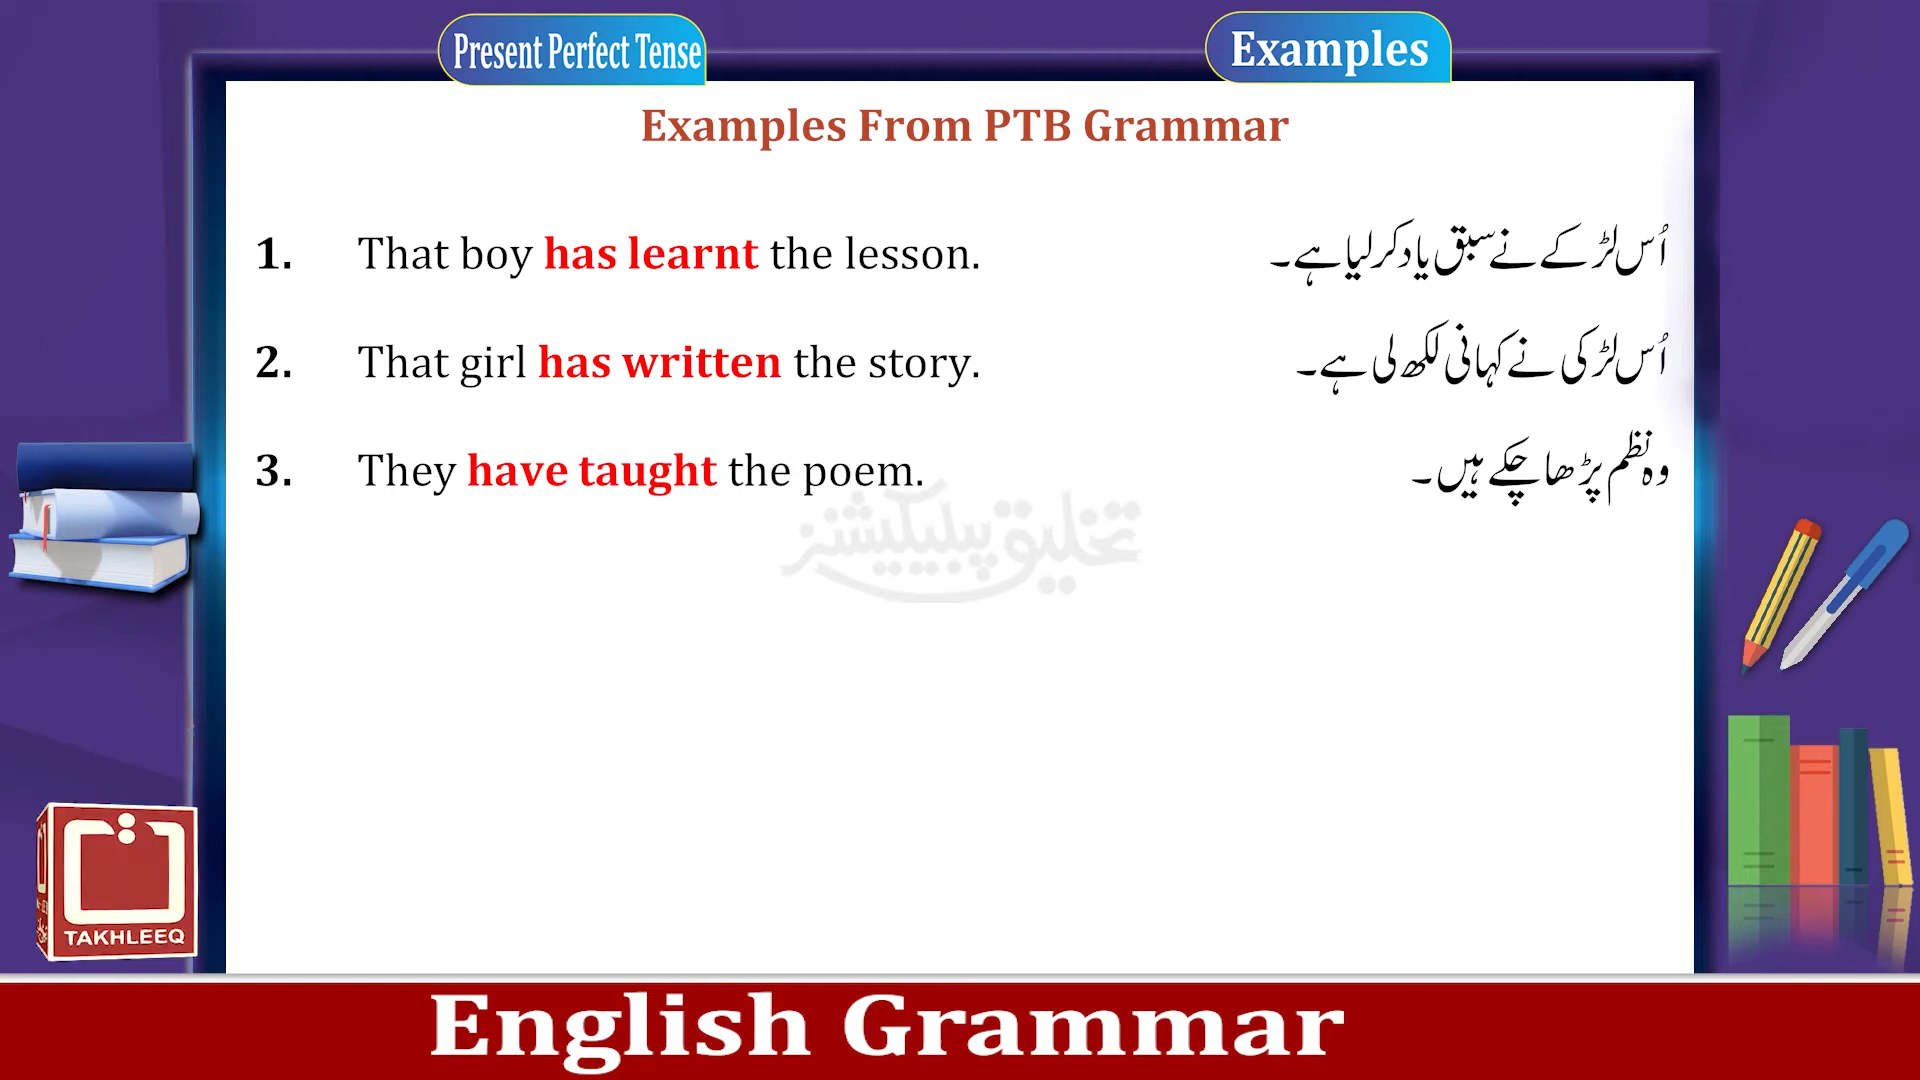 Present Perfect Tense
Examples
Examples From PTB Grammar
1. That boy has learnt the lesson. اُس لڑکے نے سبق یاد کر لیا ہے۔
2. That girl has written the story. اُس لڑکی نے کہانی لکھ لی ہے۔
3. They have taught the poem. وہ نظم پڑھا چکے ہیں۔
تخلیق پبلیکیشنز
TAKHLEEQ
English Grammar